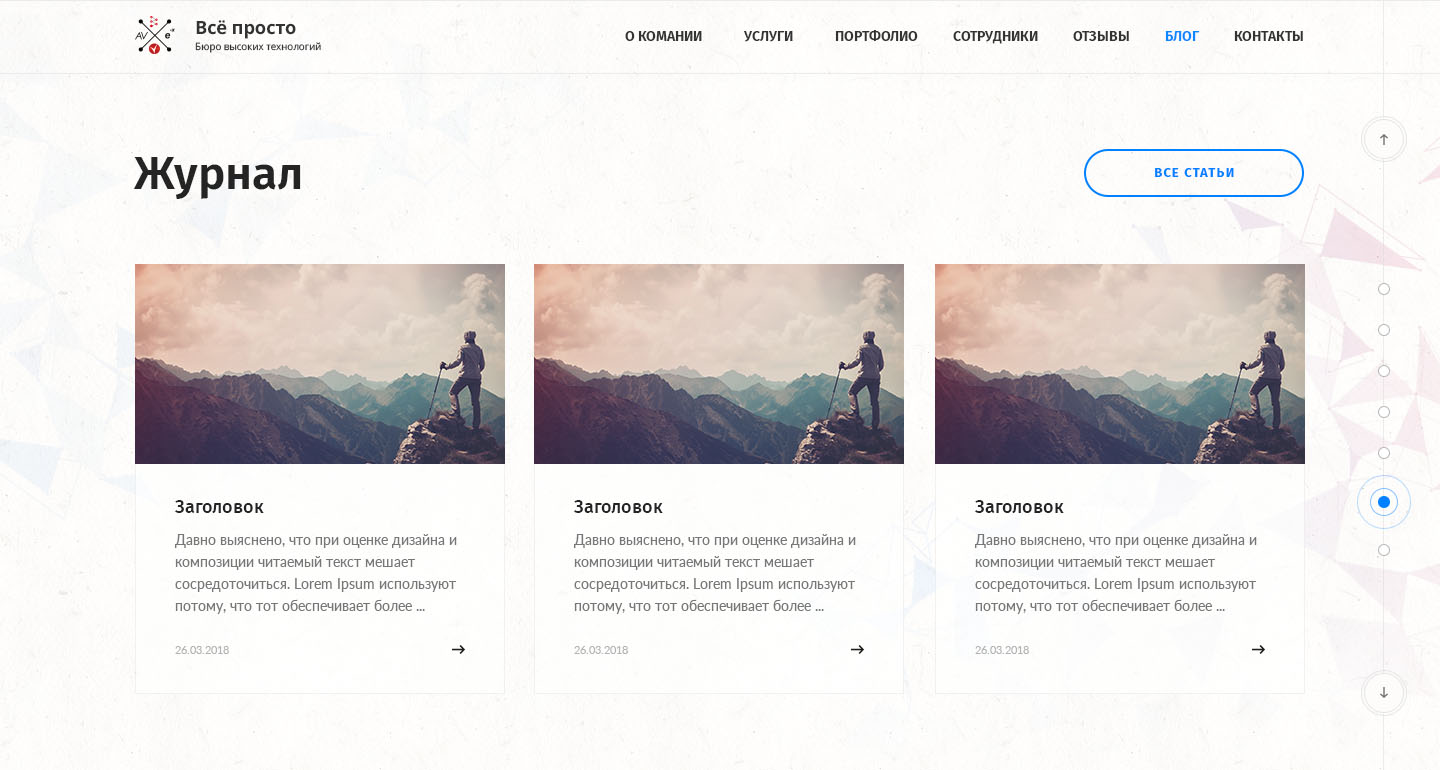 Всё просто
Бюро высоких технологий
О КОМАНИИ УСЛУГИ ПОРТФОЛИО СОТРУДНИКИ ОТЗЫВЫ БЛОГ КОНТАКТЫ
Журнал
ВСЕ СТАТЬИ
Заголовок
Давно выяснено, что при оценке дизайна и
композиции читаемый текст мешает
сосредоточиться. Lorem Ipsum используют
потому, что тот обеспечивает более ...
26.03.2018
Заголовок
Давно выяснено, что при оценке дизайна и
композиции читаемый текст мешает
сосредоточиться. Lorem Ipsum используют
потому, что тот обеспечивает более ...
26.03.2018
Заголовок
Давно выяснено, что при оценке дизайна и
композиции читаемый текст мешает
сосредоточиться. Lorem Ipsum используют
потому, что тот обеспечивает более ...
26.03.2018